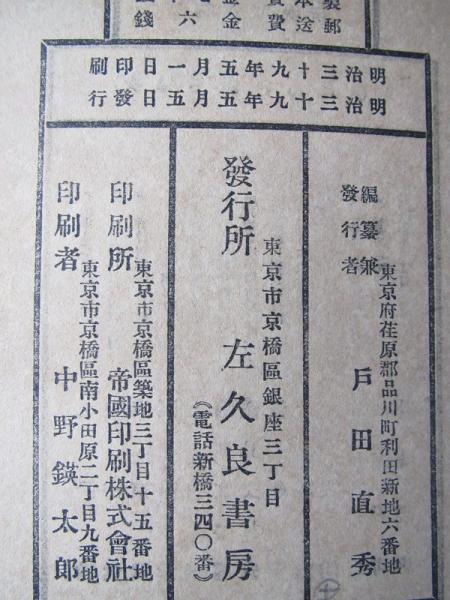 明治三十九年五月一日印刷
明治三十九年五月五日發行
編纂兼
發行者
東京府荏原郡品川町利田新地六番地
戸田直秀
東京市京橋區銀座三丁目
發行所 左久良書房
（電話新橋三四〇番）
東京市京橋區築地三丁目十五番地
印刷所 帝國印刷株式會社
東京市京橋區南小田原二丁目九番地
印刷者 中野鍈太郎